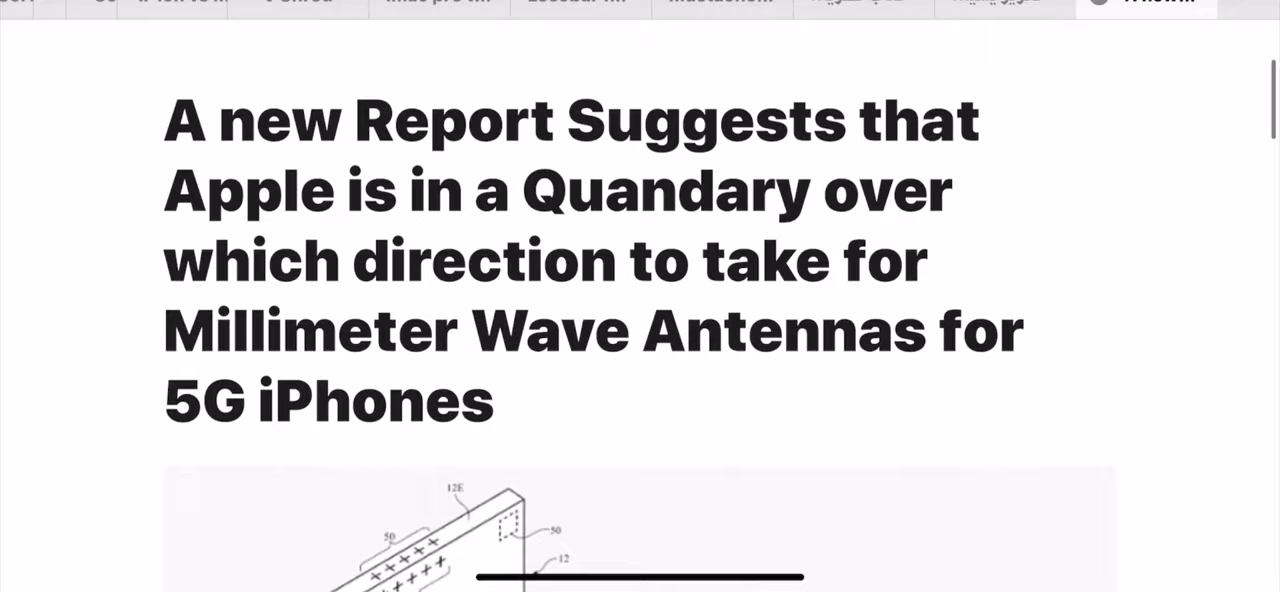 A new Report Suggests that
Apple is in a Quandary over
which direction to take for
Millimeter Wave Antennas for
5G iPhones
12E
50
50
12